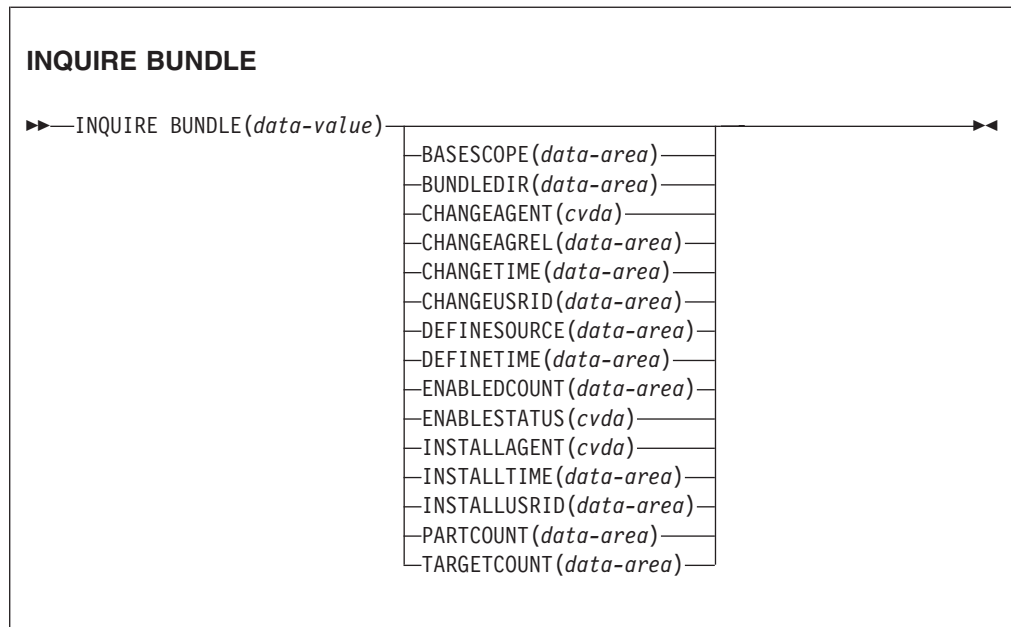 INQUIRE BUNDLE
INQUIRE BUNDLE(data-value)
BASESCOPE(data-area)
BUNDLEDIR(data-area)
CHANGEAGENT(cvda)
CHANGEAGREL(data-area)
CHANGETIME(data-area)
CHANGEUSRID(data-area)
DEFINESOURCE(data-area)
DEFINETIME(data-area)
ENABLEDCOUNT(data-area)
ENABLESTATUS(cvda)
INSTALLAGENT(cvda)
INSTALLTIME(data-area)
INSTALLUSRID(data-area)
PARTCOUNT(data-area)
TARGETCOUNT(data-area)